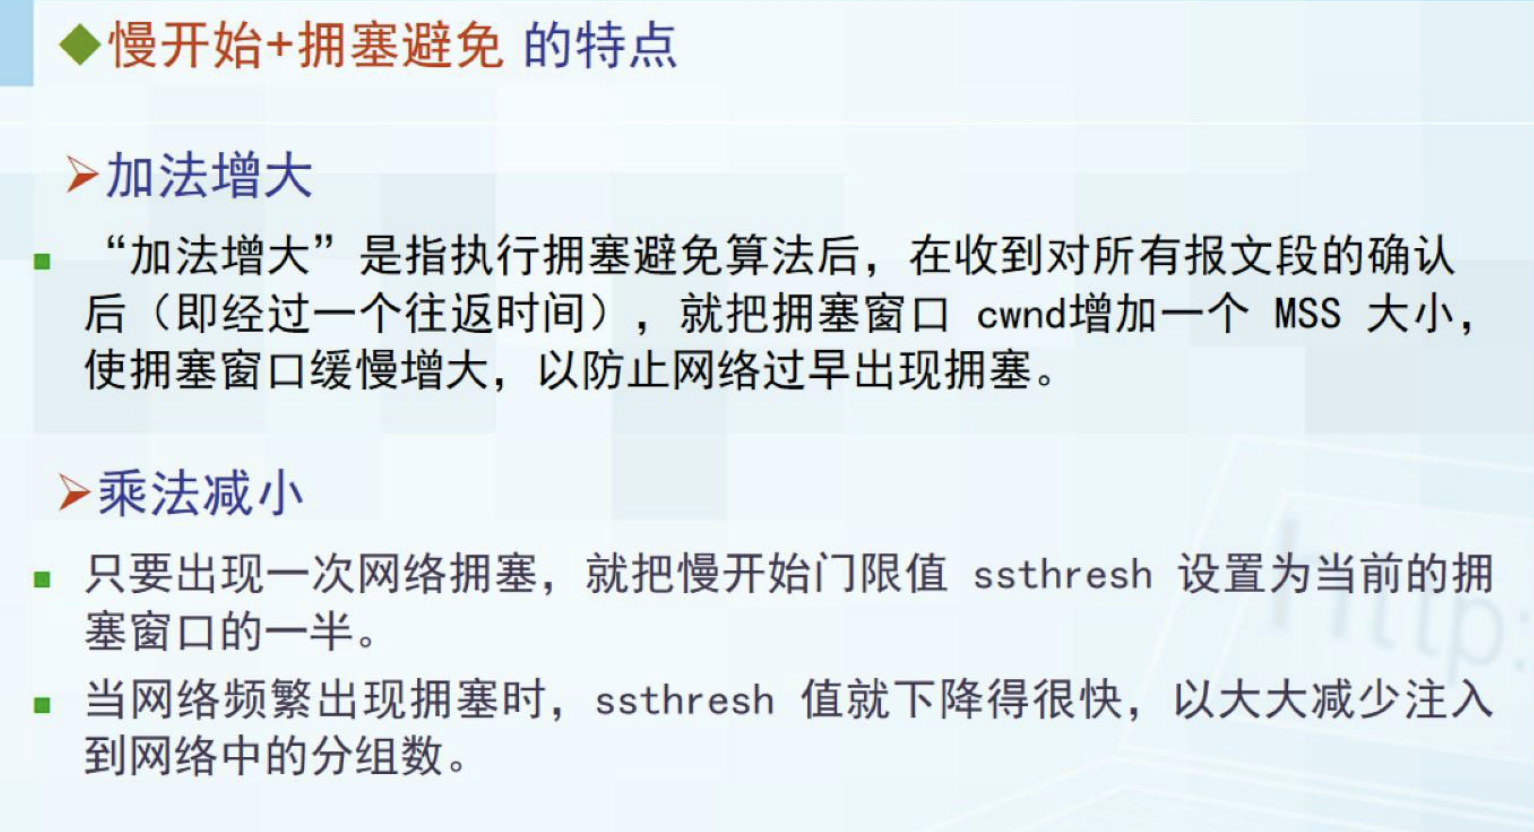 慢开始+拥塞避免 的特点
加法增大
“加法增大”是指执行拥塞避免算法后，在收到对所有报文段的确认
后（即经过一个往返时间），就把拥塞窗口 cwnd增加一个 MSS 大小，
使拥塞窗口缓慢增大，以防止网络过早出现拥塞。
乘法减小
只要出现一次网络拥塞，就把慢开始门限值 ssthresh 设置为当前的拥
塞窗口的一半。
当网络频繁出现拥塞时，ssthresh 值就下降得很快，以大大减少注入
到网络中的分组数。
http: